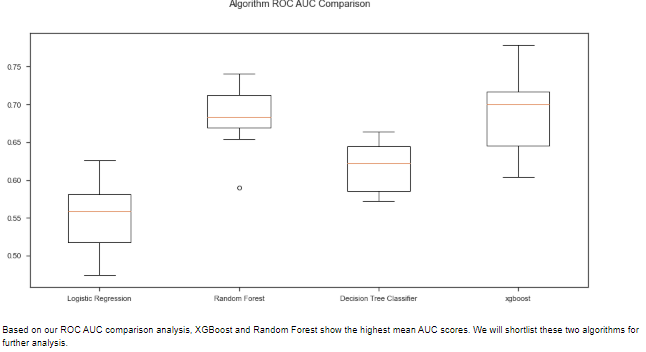 Algorithm ROC AUC Comparison
0.75
0.70
0.65
0.60
0.55
0.50
Logistic Regression Random Forest Decision Tree Classifier xgboost
Based on our ROC AUC comparison analysis, XGBoost and Random Forest show the highest mean AUC scores. We will shortlist these two algorithms for
further analysis.